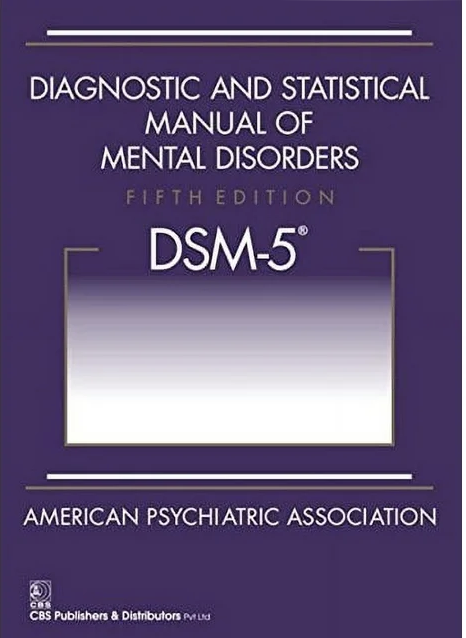 DIAGNOSTIC AND STATISTICAL
MANUAL OF
MENTAL DISORDERS
FIFTH EDITION
DSM-5®
AMERICAN PSYCHIATRIC ASSOCIATION
CBS
CBS Publishers & Distributors Pvt Ltd